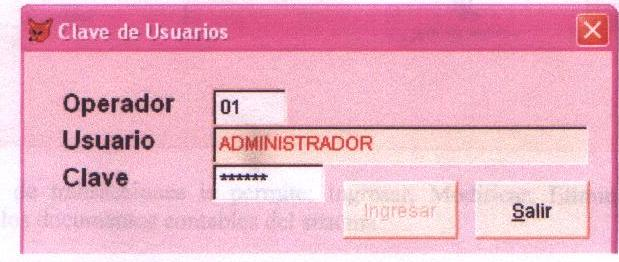 Clave de Usuarios
Operador 01
Usuario ADMINISTRADOR
Clave ******
Ingresar Salir